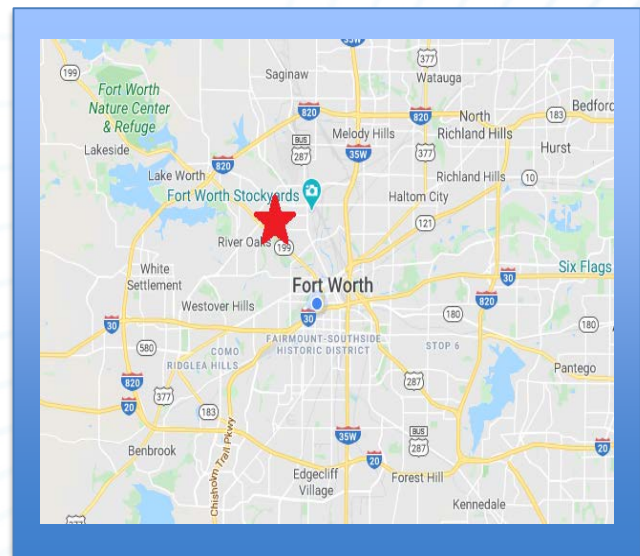 35W
377
199
Saginaw
Watauga
Fort Worth
Nature Center
& Refuge
820
820
North
Richland Hills
183
Bedford
BUS
287
Melody Hills
Lakeside
35W
377
Hurst
820
Lake Worth
Richland Hills
10
Fort Worth Stockyards
Haltom City
121
River Oaks
199
White
Settlement
Six Flags
30
Fort Worth
820
Westover Hills
30
180
30
580
FAIRMOUNT-SOUTHSIDE
HISTORIC DISTRICT
STOP 6
180
COMO
RIDGLEA HILLS
Pantego
820
377
287
20
183
Chisholm Trail Pkwy
35W
BUS
287
20
Benbrook
20
Edgecliff
Village
Forest Hill
Kennedale
377
287